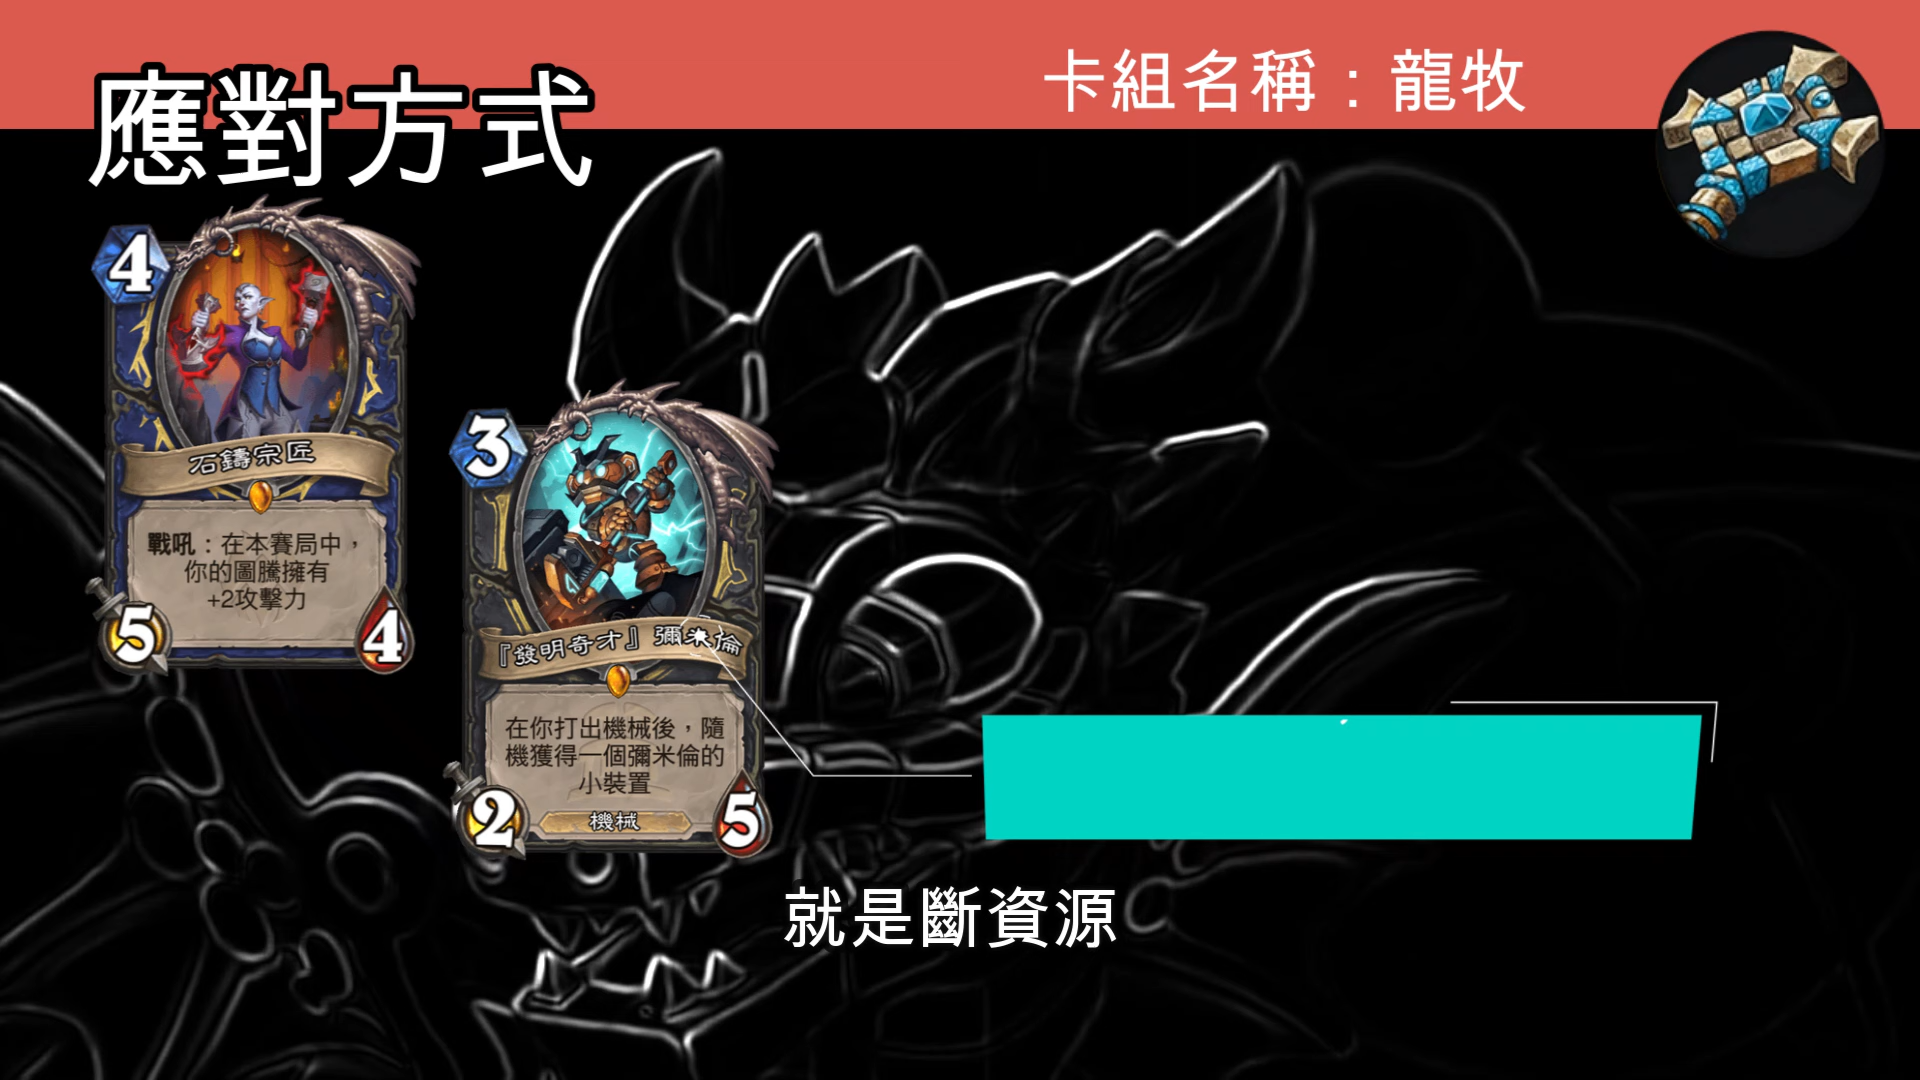 應對方式
卡組名稱：龍牧
4
石鑄宗匠
戰吼：在本賽局中，
你的圖騰擁有
+2攻擊力
5
4
3
『發明奇才』彌米倫
在你打出機械後，隨
機獲得一個彌米倫的
小裝置
2
機械
5
就是斷資源